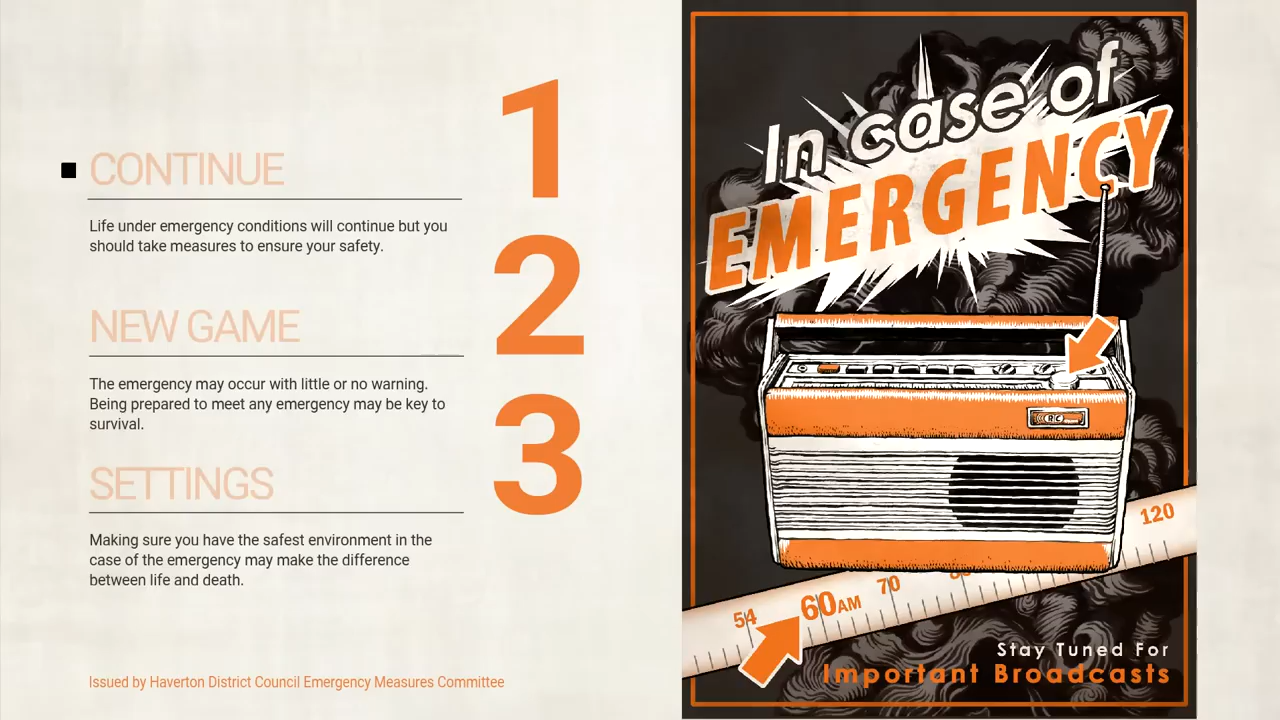 CONTINUE
1
Life under emergency conditions will continue but you
should take measures to ensure your safety.
NEW GAME
2
The emergency may occur with little or no warning.
Being prepared to meet any emergency may be key to
survival.
SETTINGS
3
Making sure you have the safest environment in the
case of the emergency may make the difference
between life and death.
Issued by Haverton District Council Emergency Measures Committee
In case of
EMERGENCY
120
70
60AM
54
Stay Tuned For
Important Broadcasts